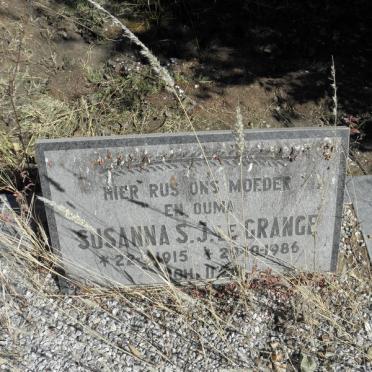 HIER RUS ONS MOEDER
EN OUMA
SUSANNA S.J. LE GRANGE
1915 1986